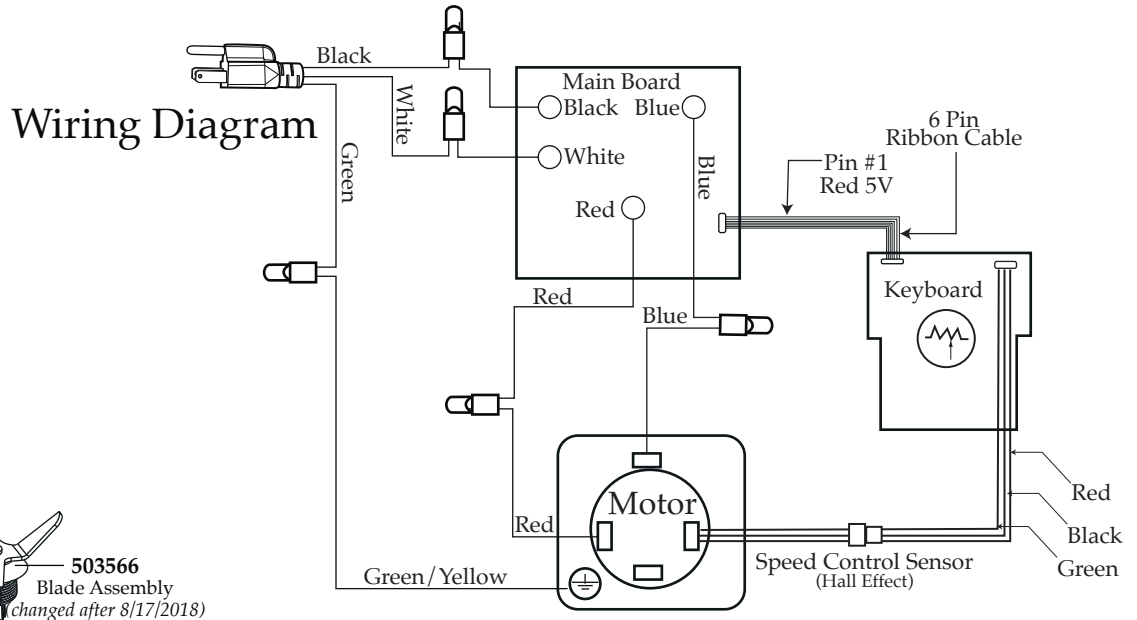 Wiring Diagram
Black
White
Green
Main Board
Black
Blue
White
Blue
Red
6 Pin
Ribbon Cable
Pin #1
Red 5V
Keyboard
Red
Blue
Motor
Red
Green/Yellow
Speed Control Sensor
(Hall Effect)
Red
Black
Green
503566
Blade Assembly
(changed after 8/17/2018)